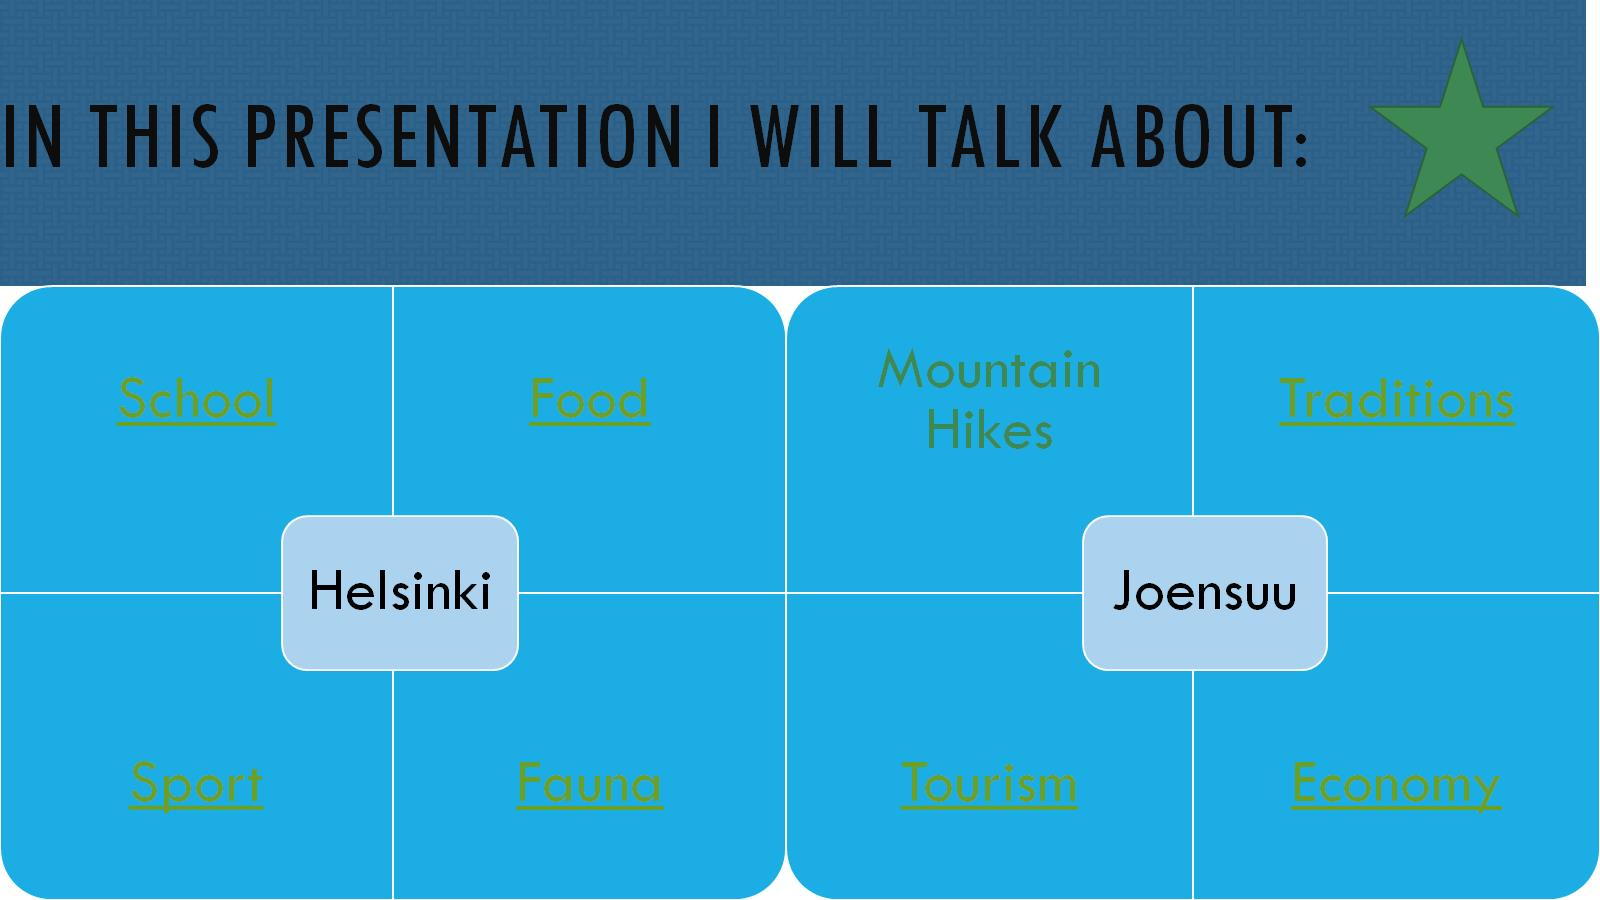 IN THIS PRESENTATION I WILL TALK ABOUT:
School
Food
Sport
Fauna
Helsinki
Mountain
Hikes
Traditions
Tourism
Economy
Joensuu